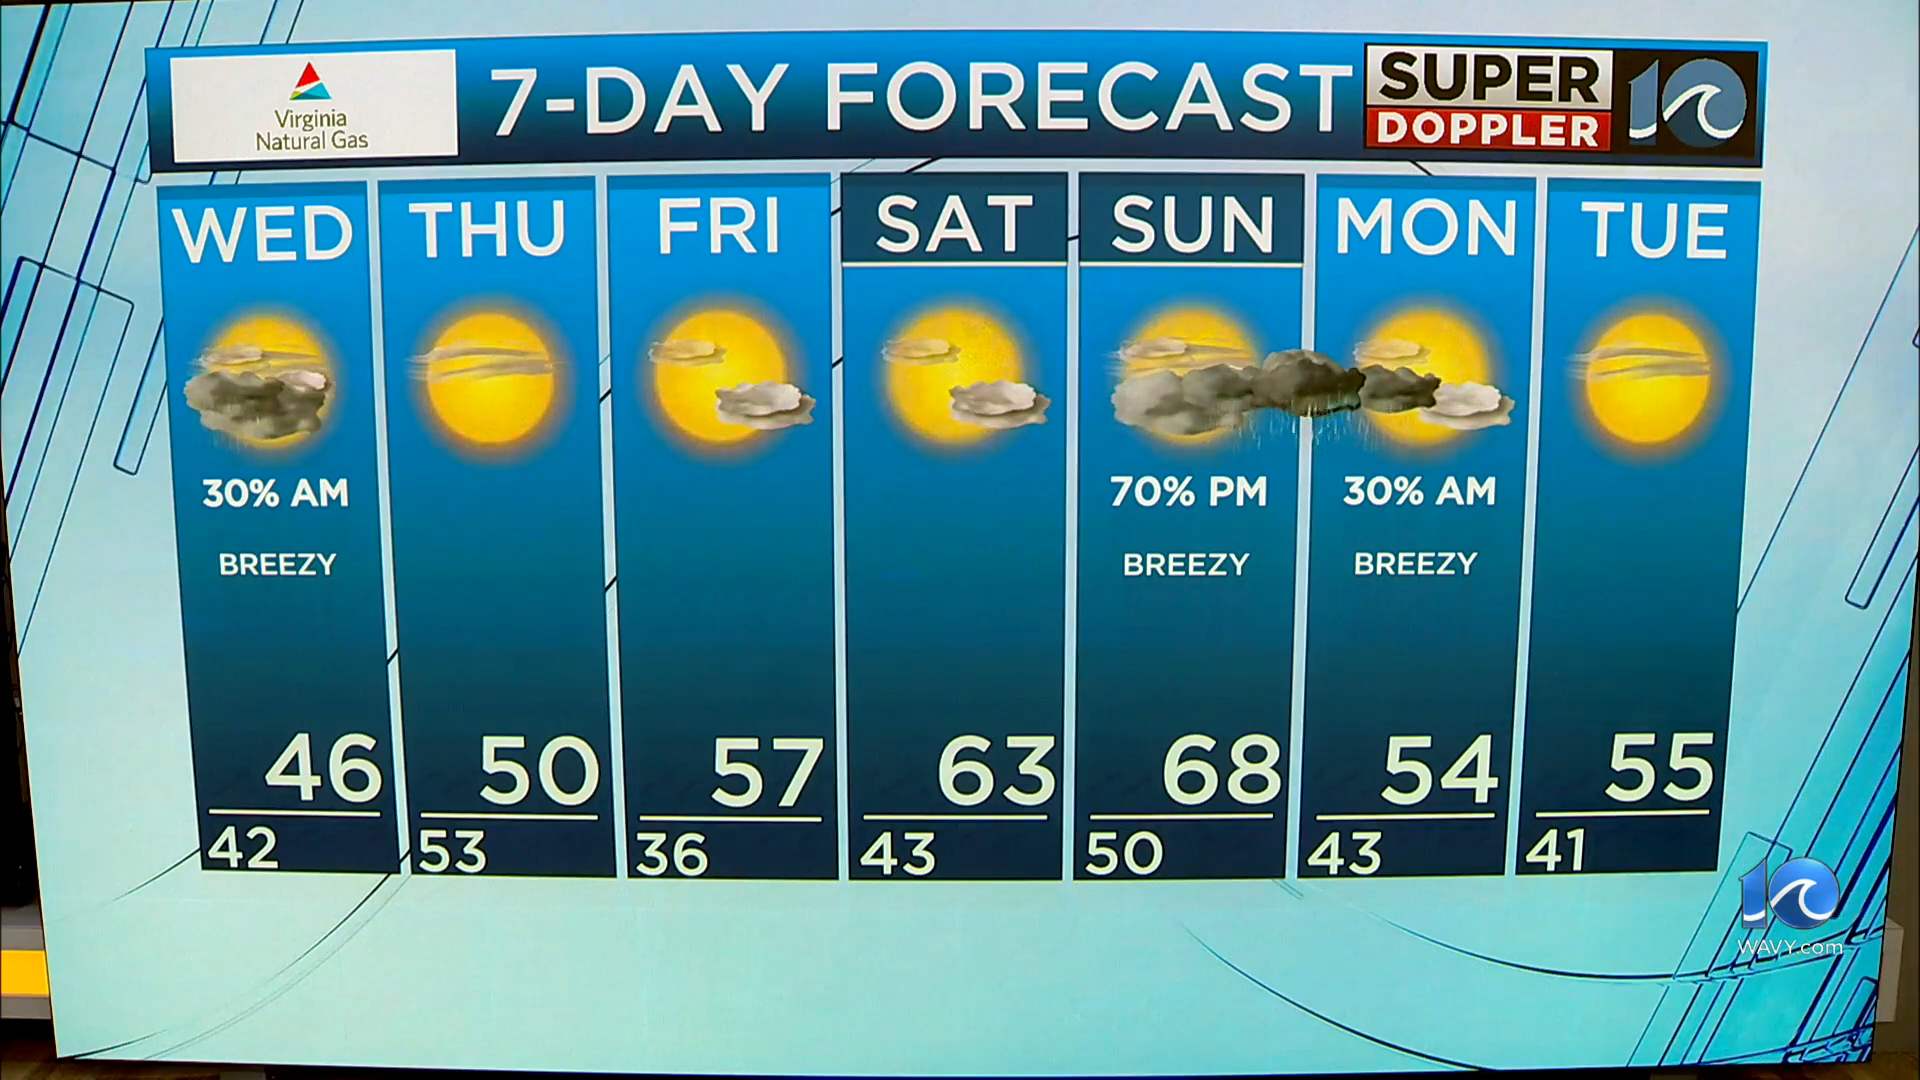 Virginia
Natural Gas
7-DAY FORECAST
SUPER
DOPPLER
10
WED THU FRI SAT SUN MON TUE
30% AM 70% PM 30% AM
BREEZY BREEZY BREEZY
46 50 57 63 68 54 55
42 53 36 43 50 43 41
10
WAVY.com